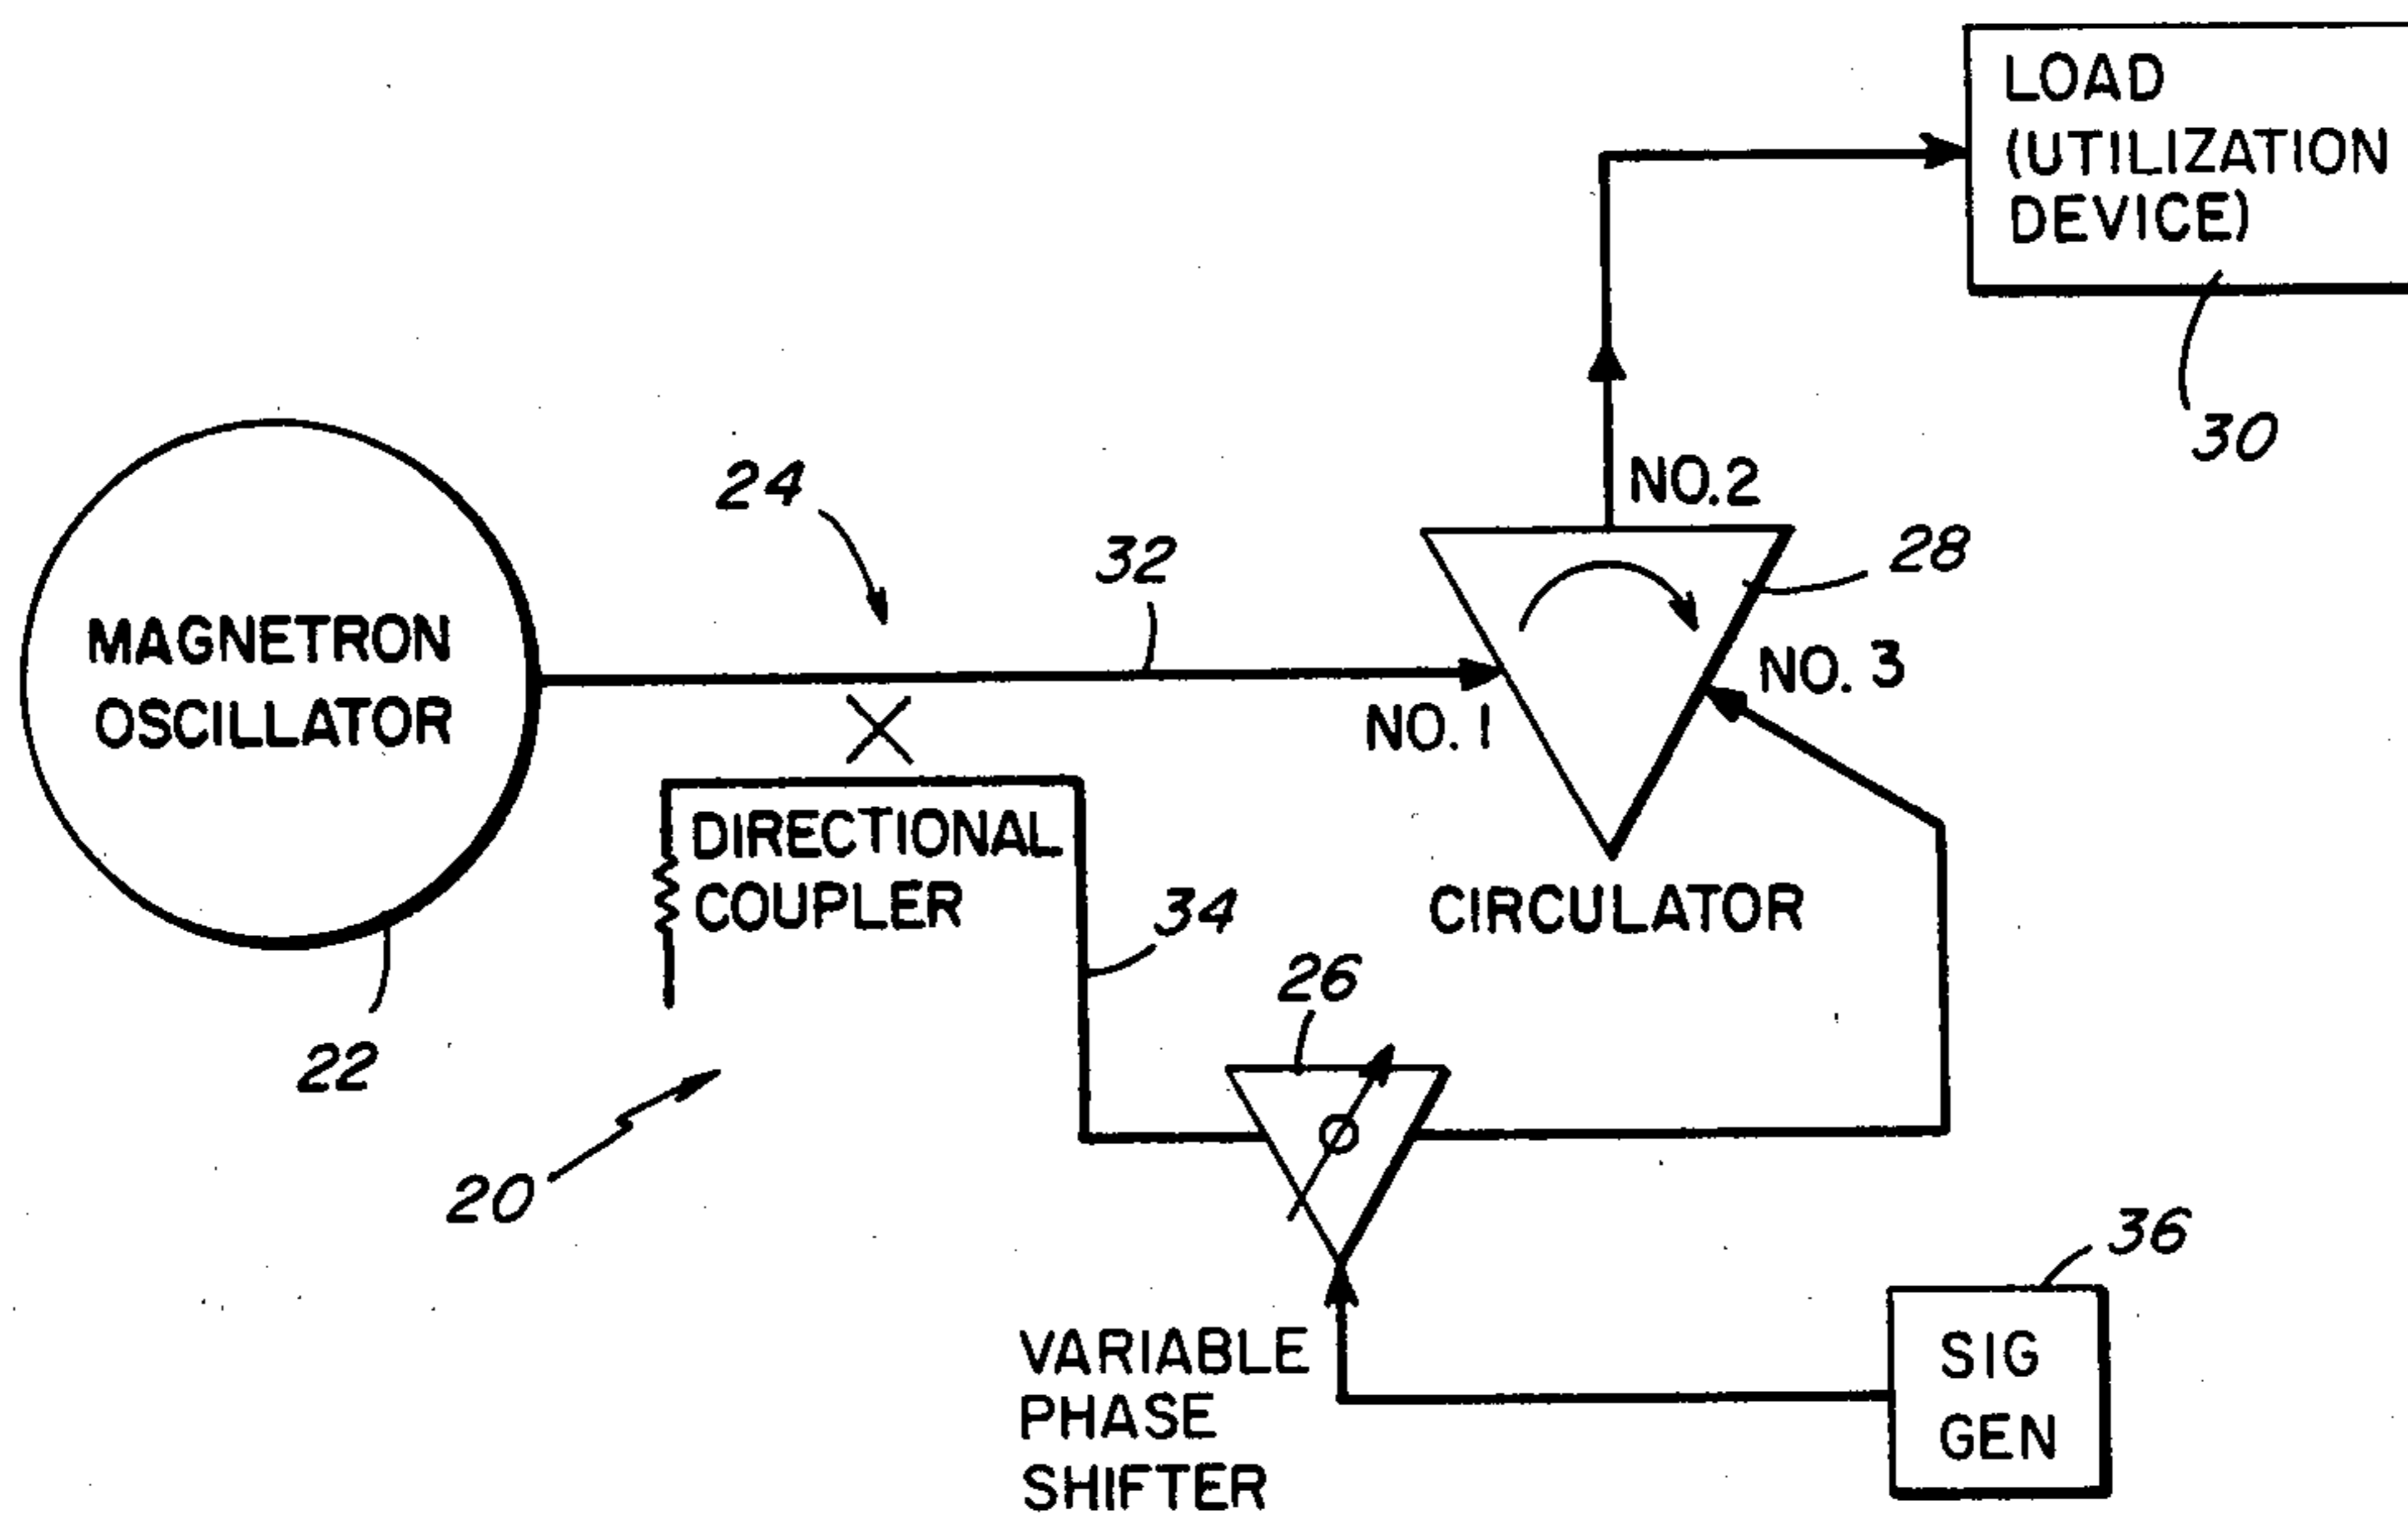 LOAD
(UTILIZATION
DEVICE)
30
NO.2
24
32
28
MAGNETRON
OSCILLATOR
NO. 3
NO. 1
DIRECTIONAL
COUPLER
34
CIRCULATOR
26
22
Ø
20
36
VARIABLE
PHASE
SHIFTER
SIG
GEN